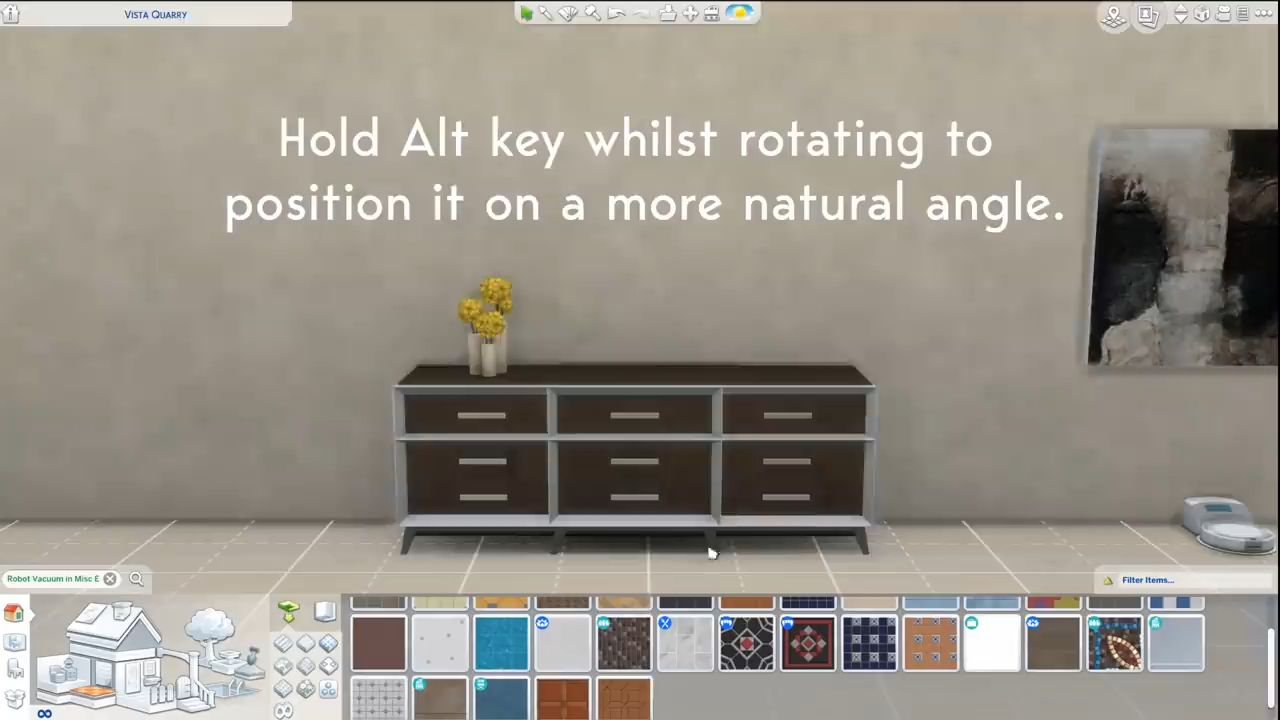 Vista Quarry
Hold Alt key whilst rotating to
position it on a more natural angle.
Robot Vacuum in Misc E
Filter Items...